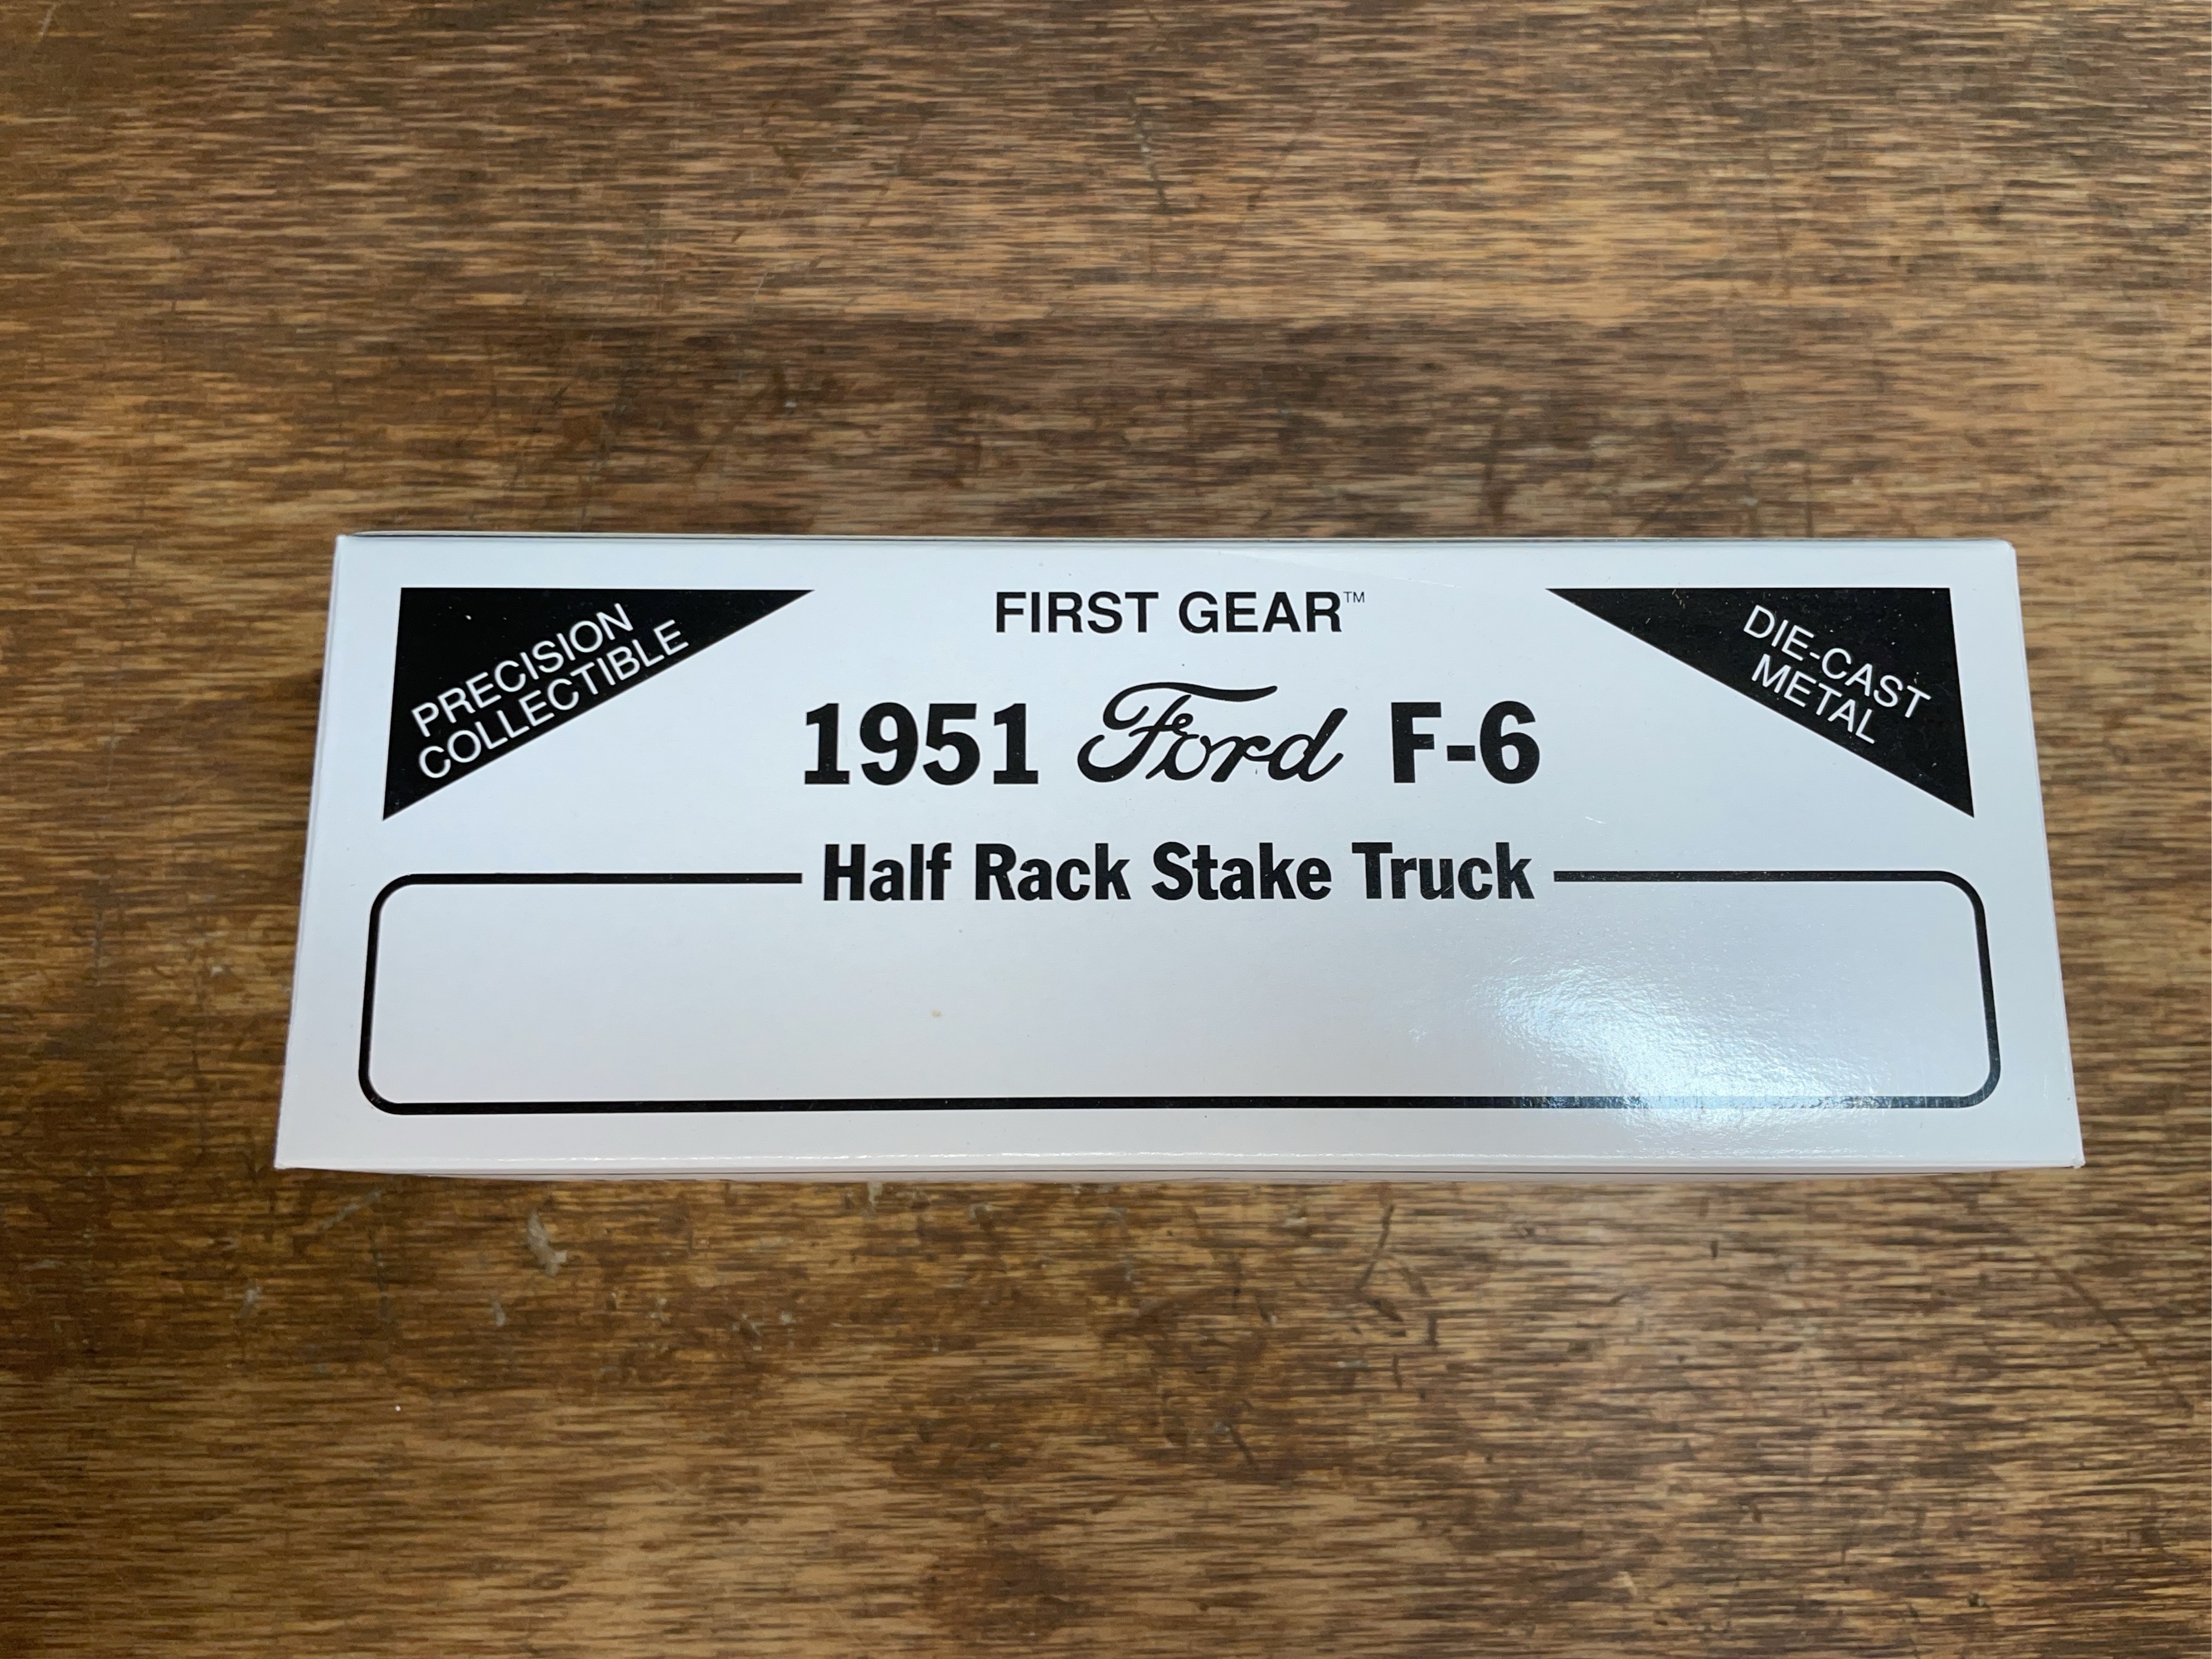 FIRST GEAR™
PRECISION
COLLECTIBLE
DIE-CAST
METAL
1951 Ford F-6
Half Rack Stake Truck